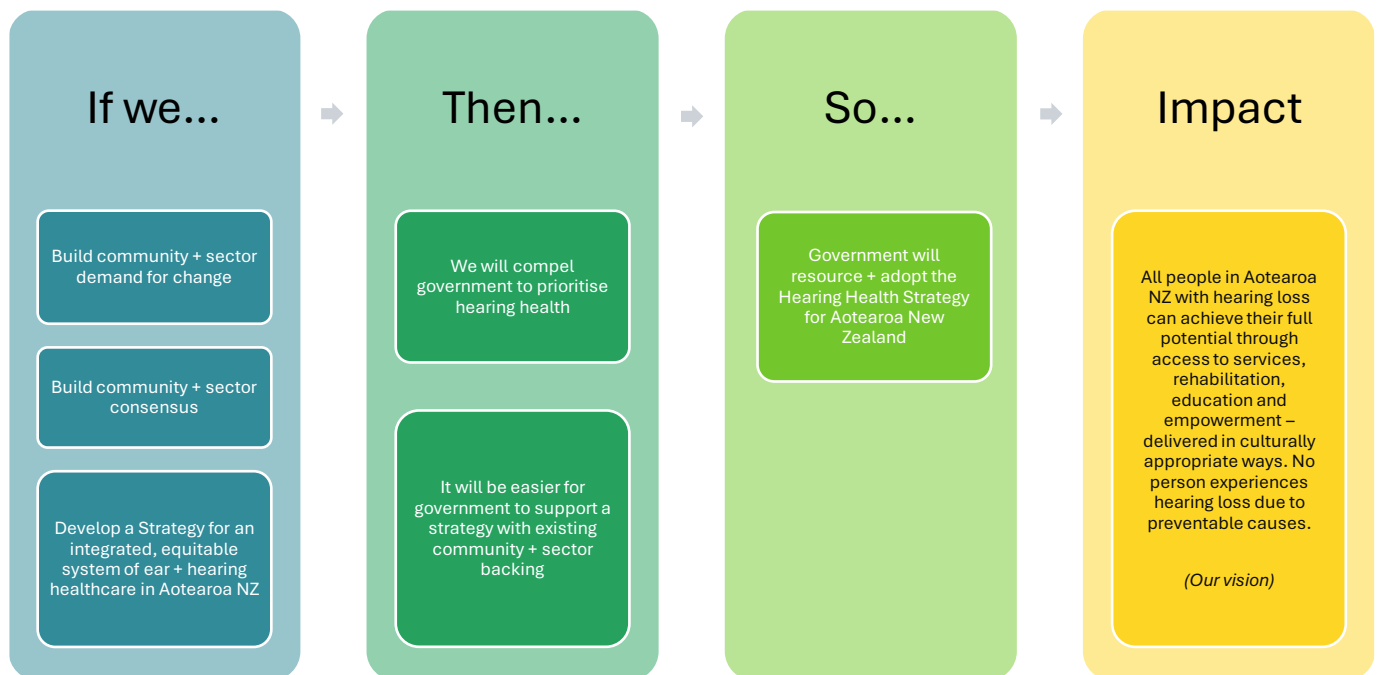 If we...
Build community + sector
demand for change
Build community + sector
consensus
Develop a Strategy for an
integrated, equitable
system of ear + hearing
healthcare in Aotearoa NZ
Then...
We will compel
government to prioritise
hearing health
It will be easier for
government to support a
strategy with existing
community + sector
backing
So...
Government will
resource + adopt the
Hearing Health Strategy
for Aotearoa New
Zealand
Impact
All people in Aotearoa
NZ with hearing loss
can achieve their full
potential through
access to services,
rehabilitation,
education and
empowerment –
delivered in culturally
appropriate ways. No
person experiences
hearing loss due to
preventable causes.
(Our vision)